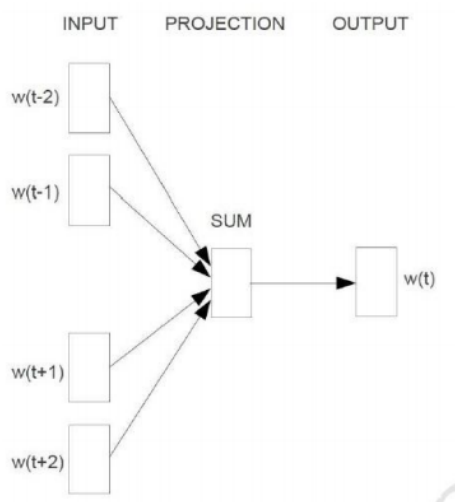 INPUT PROJECTION OUTPUT
w(t-2)
w(t-1)
SUM
w(t)
w(t+1)
w(t+2)